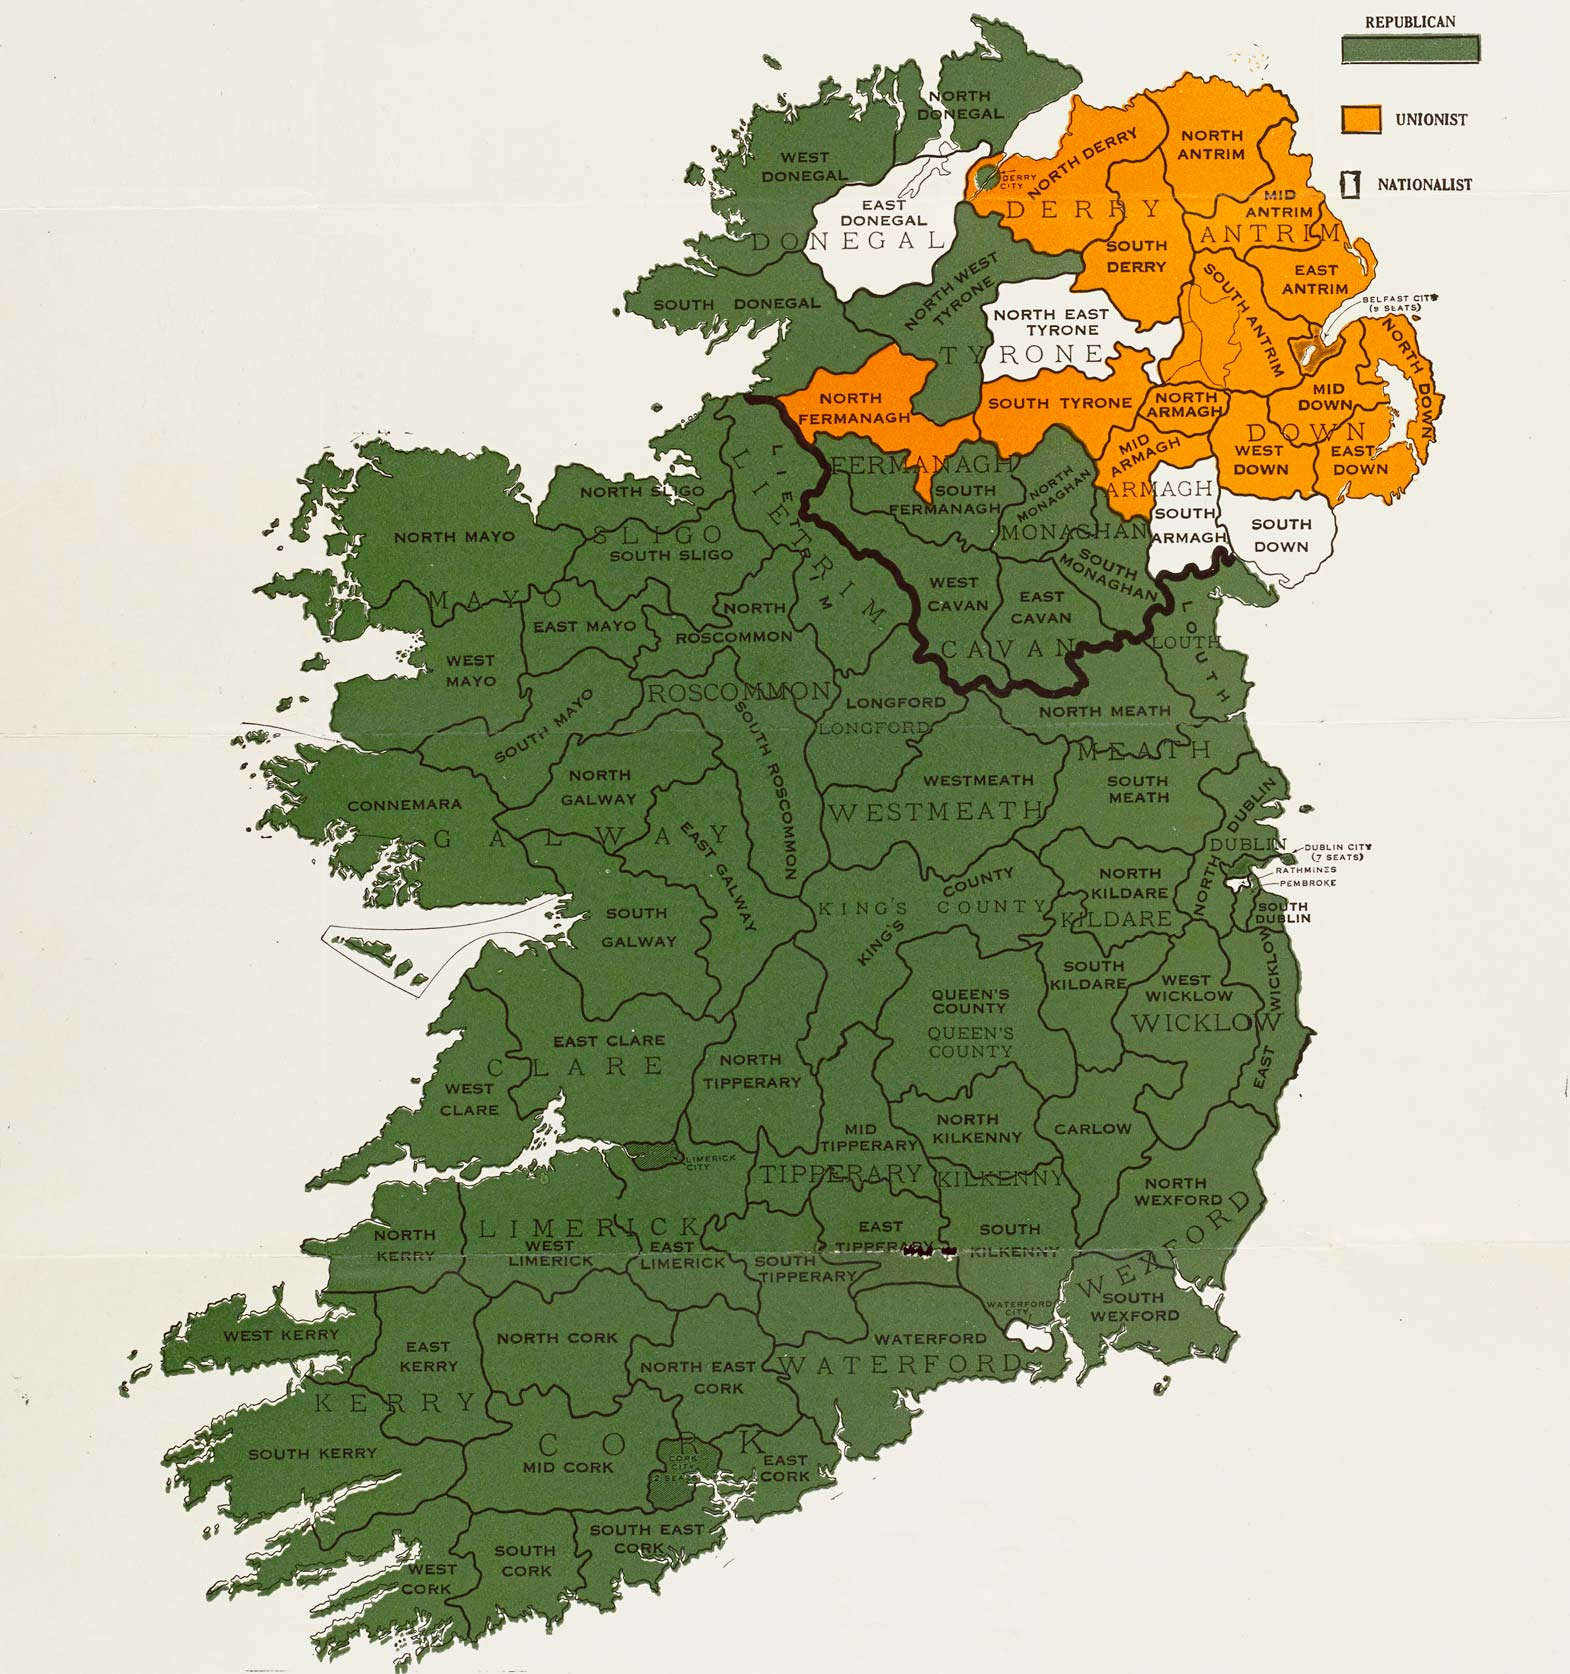 REPUBLICAN
UNIONIST
NATIONALIST
NORTH
DONEGAL
WEST
DONEGAL
EAST
DONEGAL
DONEGAL
SOUTH DONEGAL
DERRY
CITY
NORTH DERRY
DERRY
SOUTH
DERRY
NORTH
ANTRIM
MID
ANTRIM
ANTRIM
EAST
ANTRIM
SOUTH ANTRIM
BELFAST CITY
(9 SEATS)
NORTH WEST
TYRONE
NORTH EAST
TYRONE
TYRONE
SOUTH TYRONE
NORTH
FERMANAGH
FERMANAGH
SOUTH
FERMANAGH
NORTH
ARMAGH
MID
ARMAGH
ARMAGH
SOUTH
ARMAGH
NORTH DOWN
MID
DOWN
DOWN
WEST
DOWN
EAST
DOWN
SOUTH
DOWN
NORTH
MONAGHAN
MONAGHAN
SOUTH
MONAGHAN
WEST
CAVAN
EAST
CAVAN
CAVAN
LOUTH
LOUTH
LIETRIM
LIETRIM
NORTH SLIGO
SLIGO
SOUTH SLIGO
NORTH MAYO
MAYO
EAST MAYO
WEST
MAYO
SOUTH MAYO
NORTH
ROSCOMMON
ROSCOMMON
SOUTH ROSCOMMON
LONGFORD
LONGFORD
NORTH MEATH
MEATH
SOUTH
MEATH
WESTMEATH
WESTMEATH
CONNEMARA
NORTH
GALWAY
GALWAY
EAST GALWAY
SOUTH
GALWAY
NORTH DUBLIN
DUBLIN
DUBLIN CITY
(7 SEATS)
RATHMINES
PEMBROKE
SOUTH
DUBLIN
KING'S COUNTY
KING'S COUNTY
NORTH
KILDARE
KILDARE
SOUTH
KILDARE
QUEEN'S
COUNTY
QUEEN'S
COUNTY
WEST
WICKLOW
WICKLOW
EAST WICKLOW
EAST CLARE
CLARE
WEST
CLARE
NORTH
TIPPERARY
MID
TIPPERARY
TIPPERARY
EAST
TIPPERARY
SOUTH
TIPPERARY
NORTH
KILKENNY
KILKENNY
SOUTH
KILKENNY
CARLOW
NORTH
WEXFORD
WEXFORD
SOUTH
WEXFORD
LIMERICK
CITY
LIMERICK
WEST
LIMERICK
EAST
LIMERICK
NORTH
KERRY
WEST KERRY
EAST
KERRY
KERRY
SOUTH KERRY
NORTH CORK
NORTH EAST
CORK
CORK
CORK
CITY
2 SEATS
MID CORK
EAST
CORK
SOUTH EAST
CORK
SOUTH
CORK
WEST
CORK
WATERFORD
CITY
WATERFORD
WATERFORD